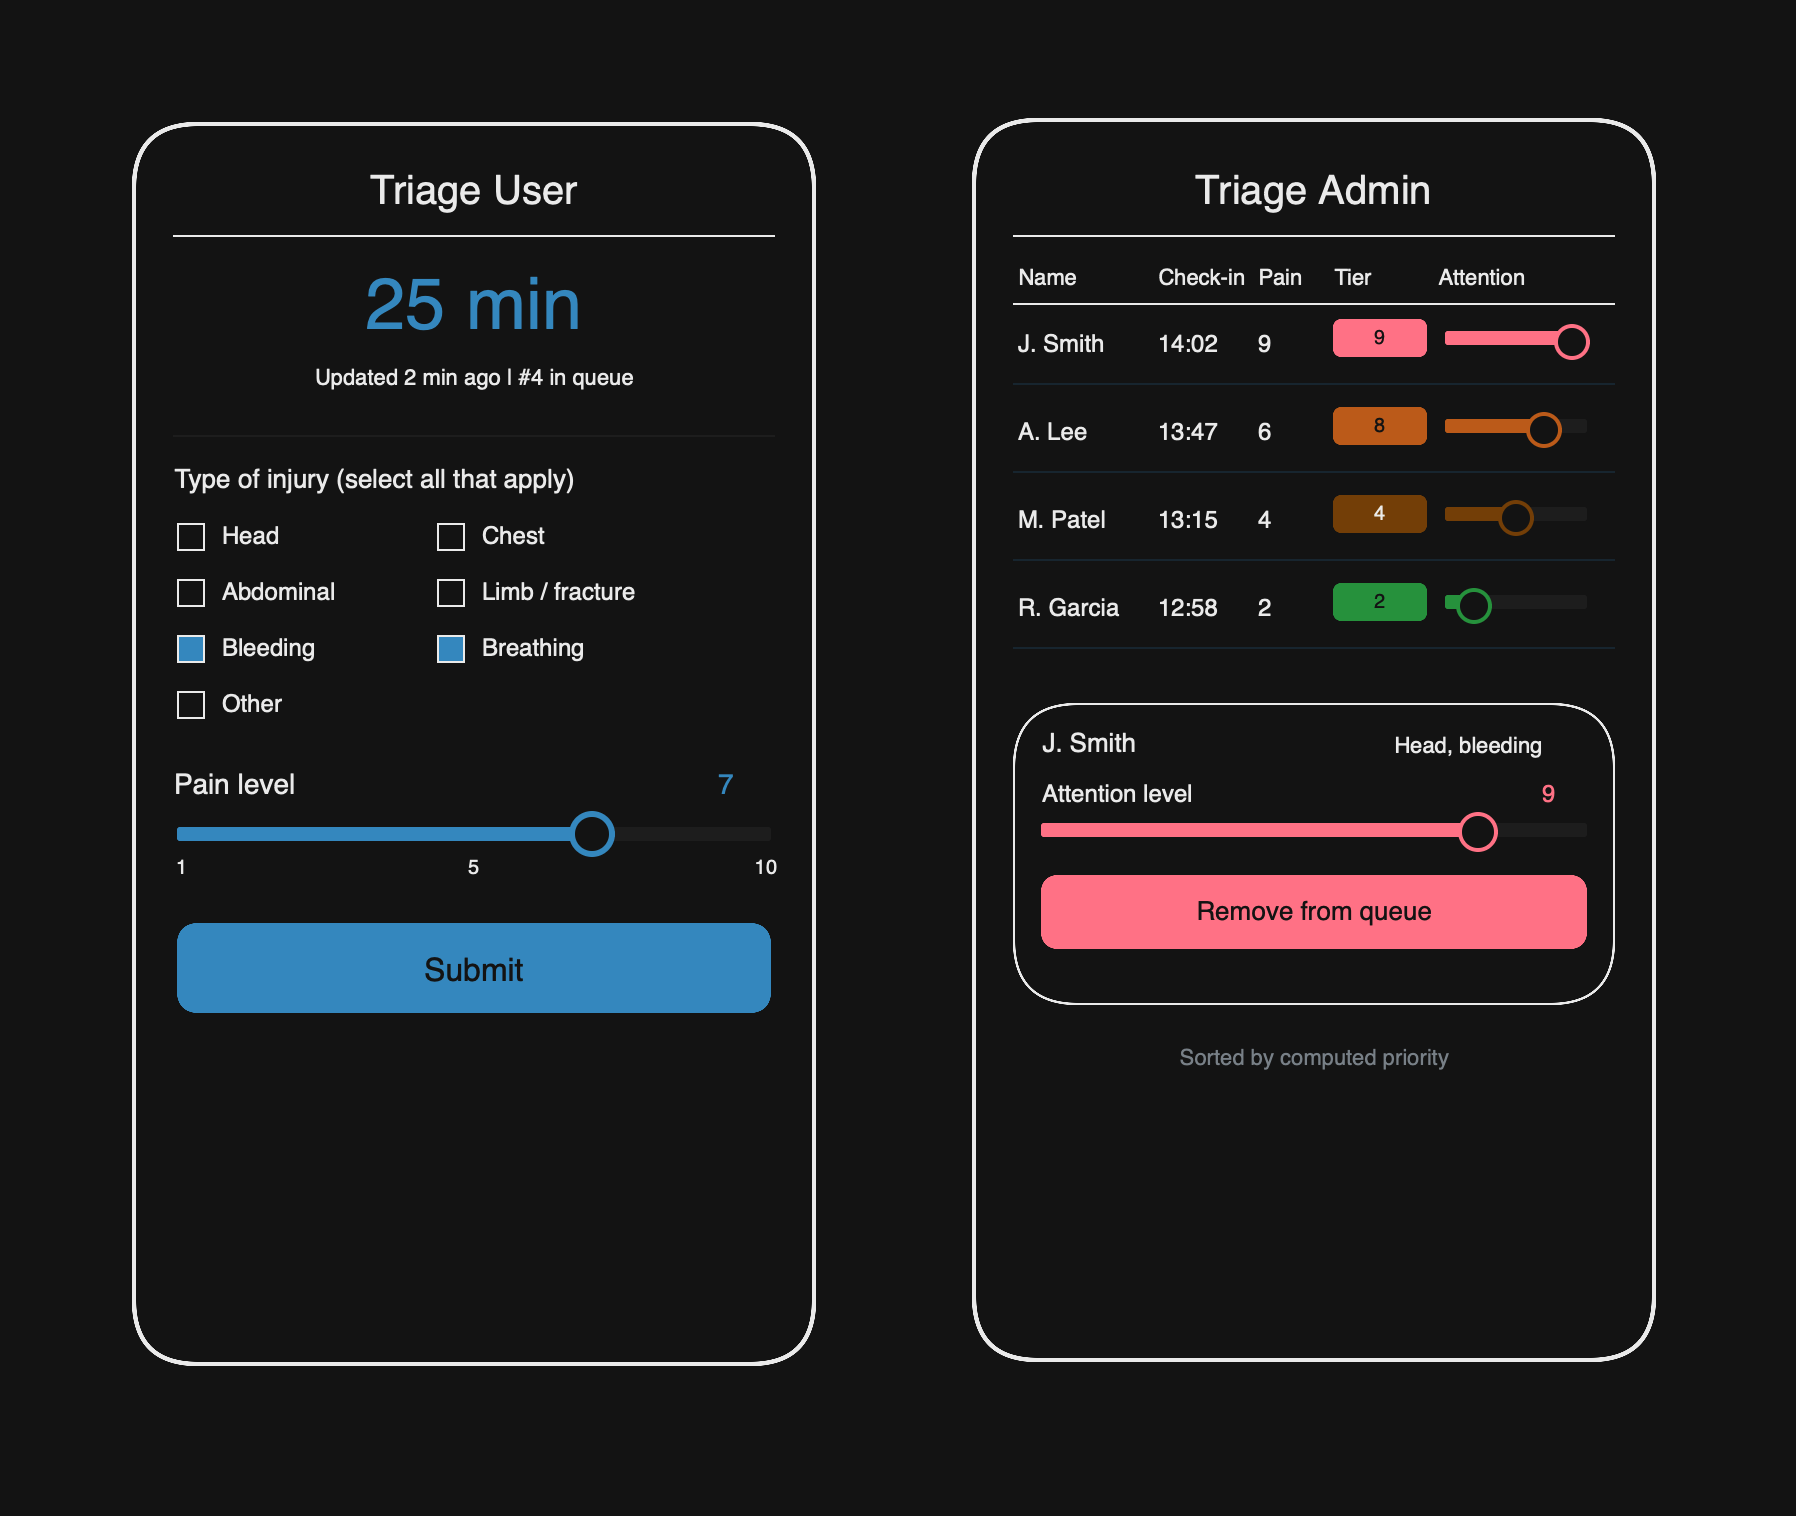 Triage User
25 min
Updated 2 min ago | #4 in queue
Type of injury (select all that apply)
Head Chest
Abdominal Limb / fracture
Bleeding Breathing
Other
Pain level 7
1 5 10
Submit
Triage Admin
Name Check-in Pain Tier Attention
J. Smith 14:02 9 9
A. Lee 13:47 6 8
M. Patel 13:15 4 4
R. Garcia 12:58 2 2
J. Smith Head, bleeding
Attention level 9
Remove from queue
Sorted by computed priority